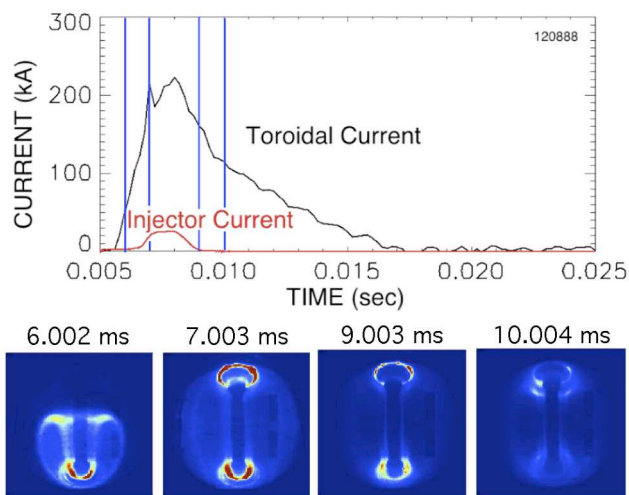 300
200
100
0
CURRENT (kA)
120888
Toroidal Current
Injector Current
0.005 0.010 0.015 0.020 0.025
TIME (sec)
6.002 ms 7.003 ms 9.003 ms 10.004 ms